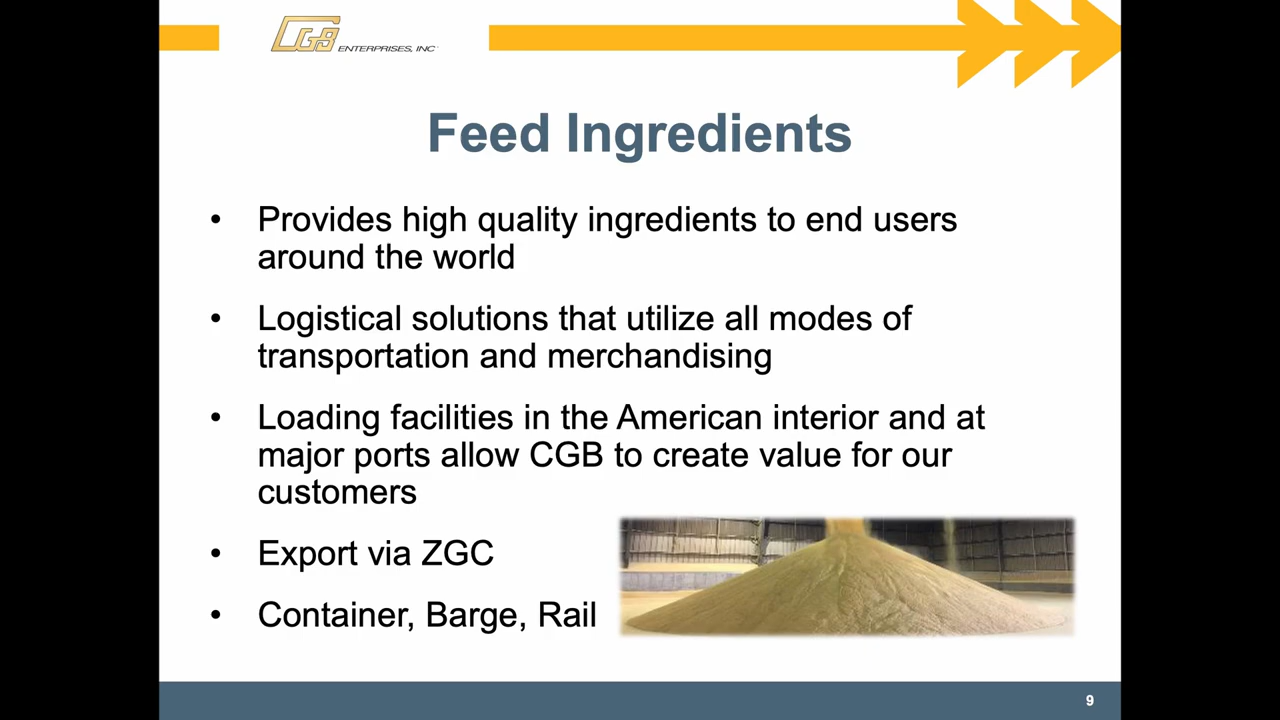 CGB ENTERPRISES, INC
Feed Ingredients
• Provides high quality ingredients to end users
around the world
• Logistical solutions that utilize all modes of
transportation and merchandising
• Loading facilities in the American interior and at
major ports allow CGB to create value for our
customers
• Export via ZGC
• Container, Barge, Rail
9